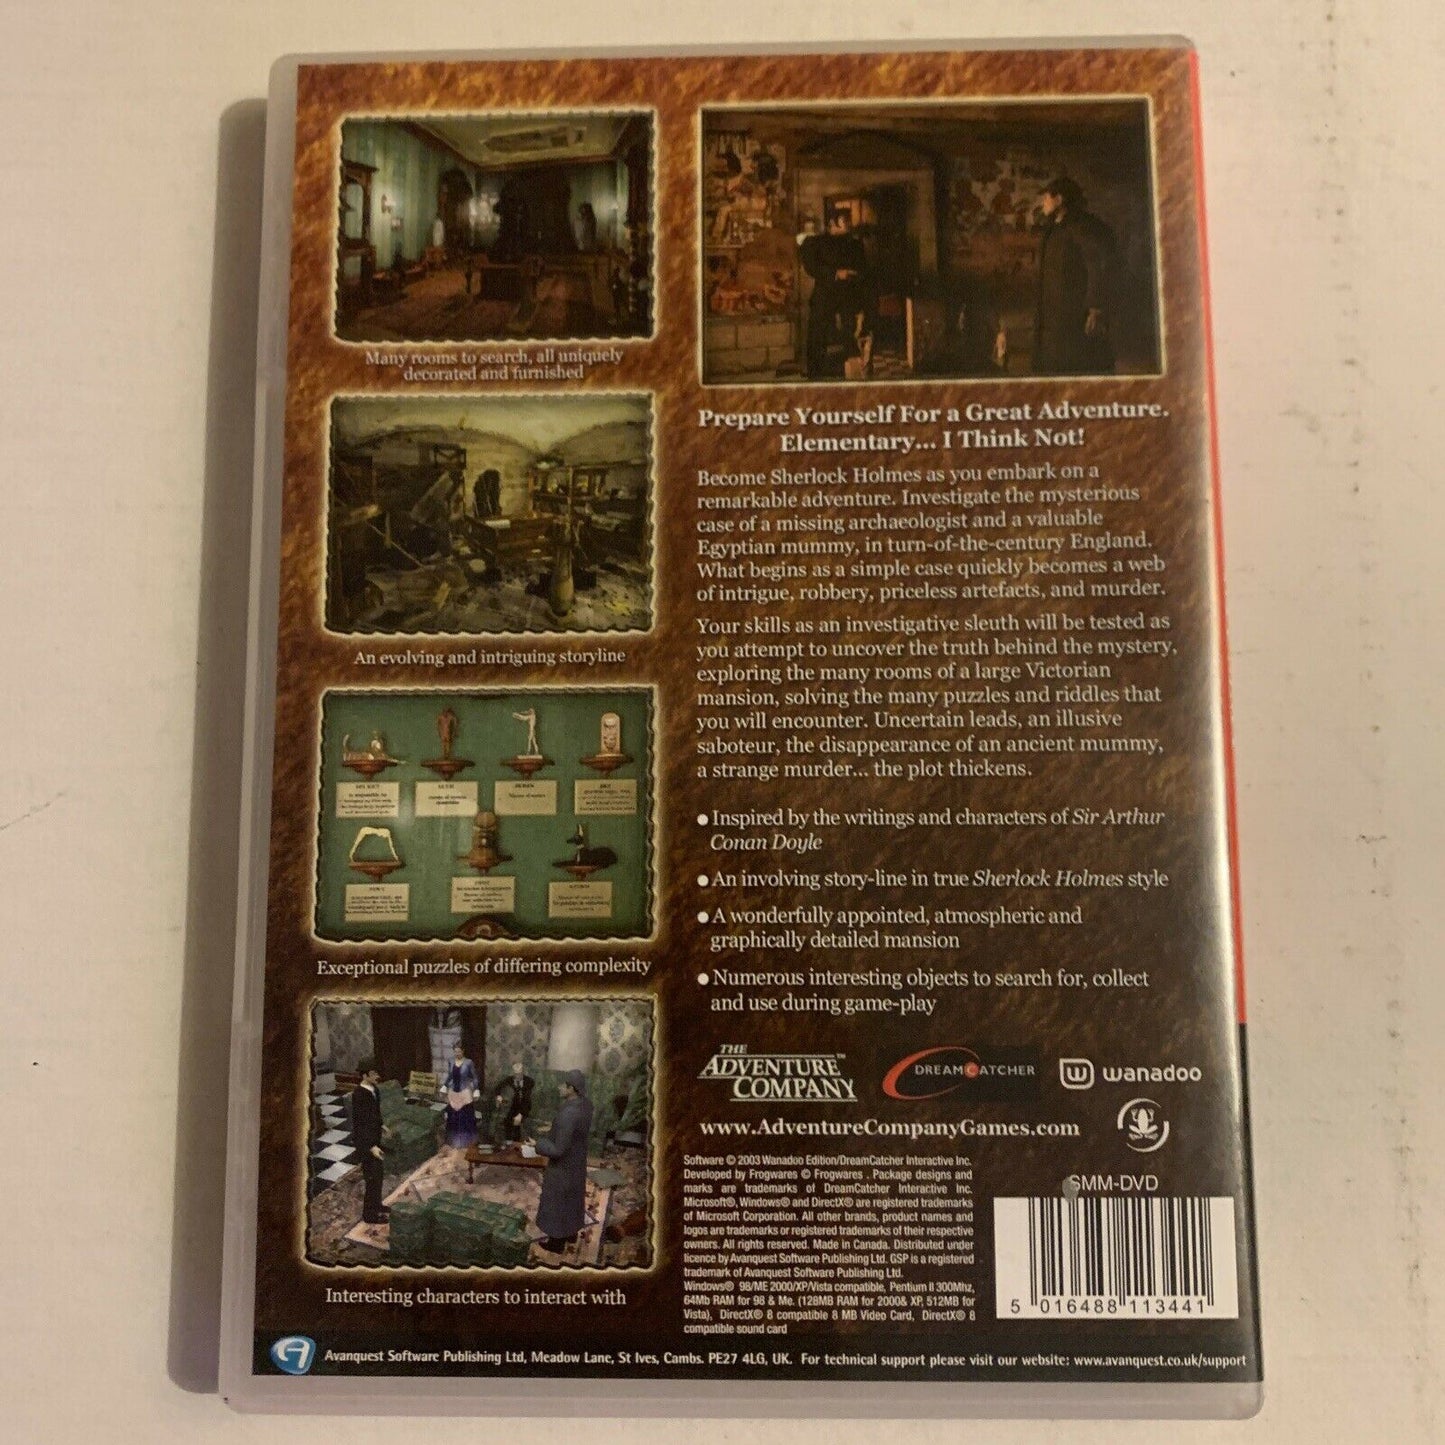 Many rooms to search, all uniquely
decorated and furnished
An evolving and intriguing storyline
Exceptional puzzles of differing complexity
Interesting characters to interact with
Prepare Yourself For a Great Adventure.
Elementary... I Think Not!
Become Sherlock Holmes as you embark on a
remarkable adventure. Investigate the mysterious
case of a missing archaeologist and a valuable
Egyptian mummy, in turn-of-the-century England.
What begins as a simple case quickly becomes a web
of intrigue, robbery, priceless artefacts, and murder.
Your skills as an investigative sleuth will be tested as
you attempt to uncover the truth behind the mystery,
exploring the many rooms of a large Victorian
mansion, solving the many puzzles and riddles that
you will encounter. Uncertain leads, an illusive
saboteur, the disappearance of an ancient mummy,
a strange murder... the plot thickens.
• Inspired by the writings and characters of Sir Arthur
Conan Doyle
• An involving story-line in true Sherlock Holmes style
• A wonderfully appointed, atmospheric and
graphically detailed mansion
• Numerous interesting objects to search for, collect
and use during game-play
THE
ADVENTURE™
COMPANY
DREAMCATCHER
w wanadoo
www.AdventureCompanyGames.com
Software © 2003 Wanadoo Edition/DreamCatcher Interactive Inc.
Developed by Frogwares © Frogwares . Package designs and
marks are trademarks of DreamCatcher Interactive Inc.
Microsoft®, Windows® and DirectX® are registered trademarks
of Microsoft Corporation. All other brands, product names and
logos are trademarks or registered trademarks of their respective
owners. All rights reserved. Made in Canada. Distributed under
licence by Avanquest Software Publishing Ltd. GSP is a registered
trademark of Avanquest Software Publishing Ltd.
Windows® 98/ME 2000/XP/Vista compatible, Pentium II 300Mhz,
64Mb RAM for 98 & Me. (128MB RAM for 2000& XP, 512MB for
Vista), DirectX® 8 compatible 8 MB Video Card, DirectX® 8
compatible sound card
SMM-DVD
5 016488 113441
Avanquest Software Publishing Ltd, Meadow Lane, St Ives, Cambs. PE27 4LG, UK. For technical support please visit our website: www.avanquest.co.uk/support